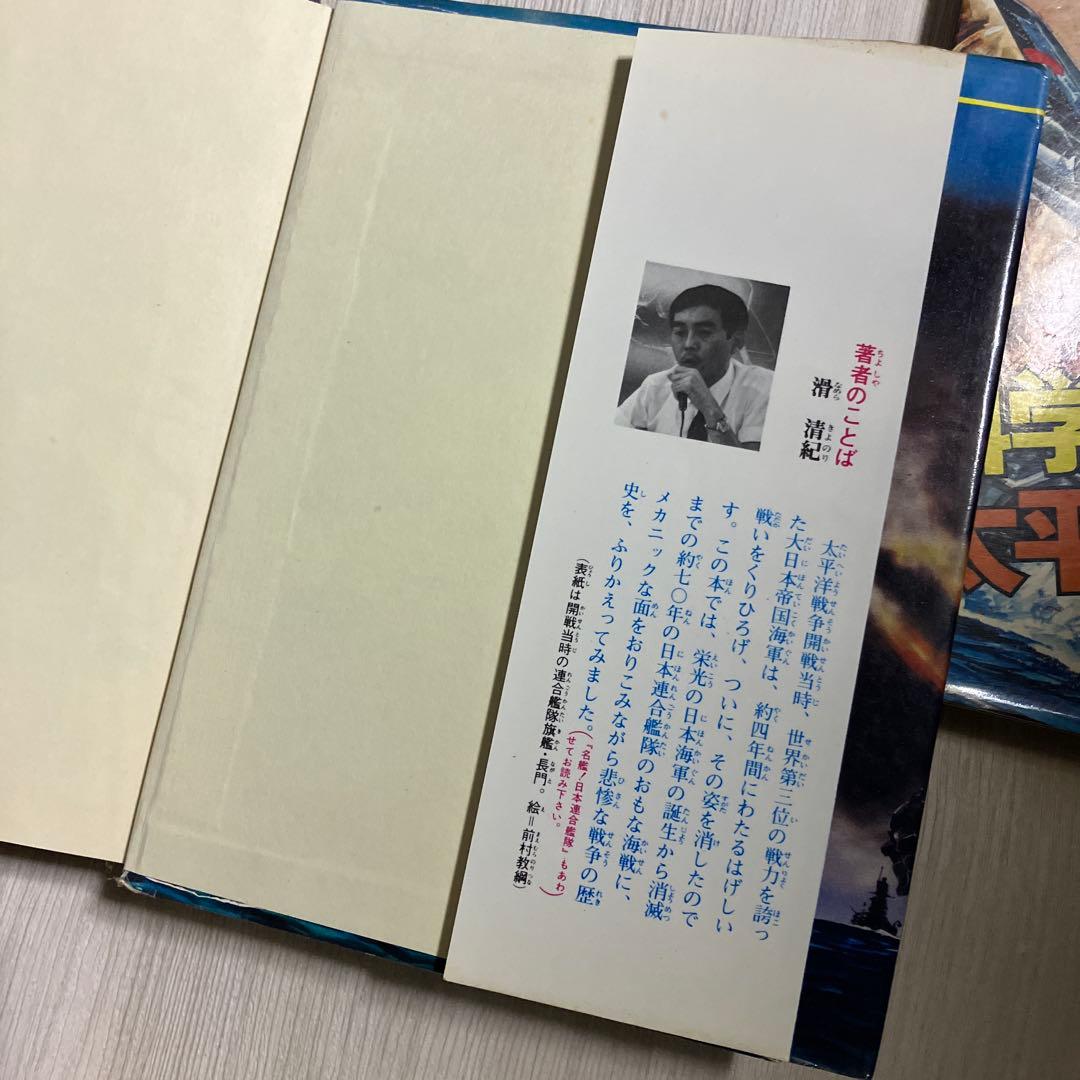 著者のことば
滑 清紀
太平洋戦争開戦当時、世界第三位の戦力を誇っ
た大日本帝国海軍は、約四年間にわたるはげしい
戦いをくりひろげ、ついに、その姿を消したので
す。この本では、栄光の日本海軍の誕生から消滅
までの約七〇年の日本連合艦隊のおもな海戦に、
メカニックな面をおりこみながら悲惨な戦争の歴
史を、ふりかえってみました。(『名艦!日本連合艦隊』もあわ
せてお読み下さい。)
(表紙は開戦当時の連合艦隊旗艦・長門。絵=前村教綱)
学
太平